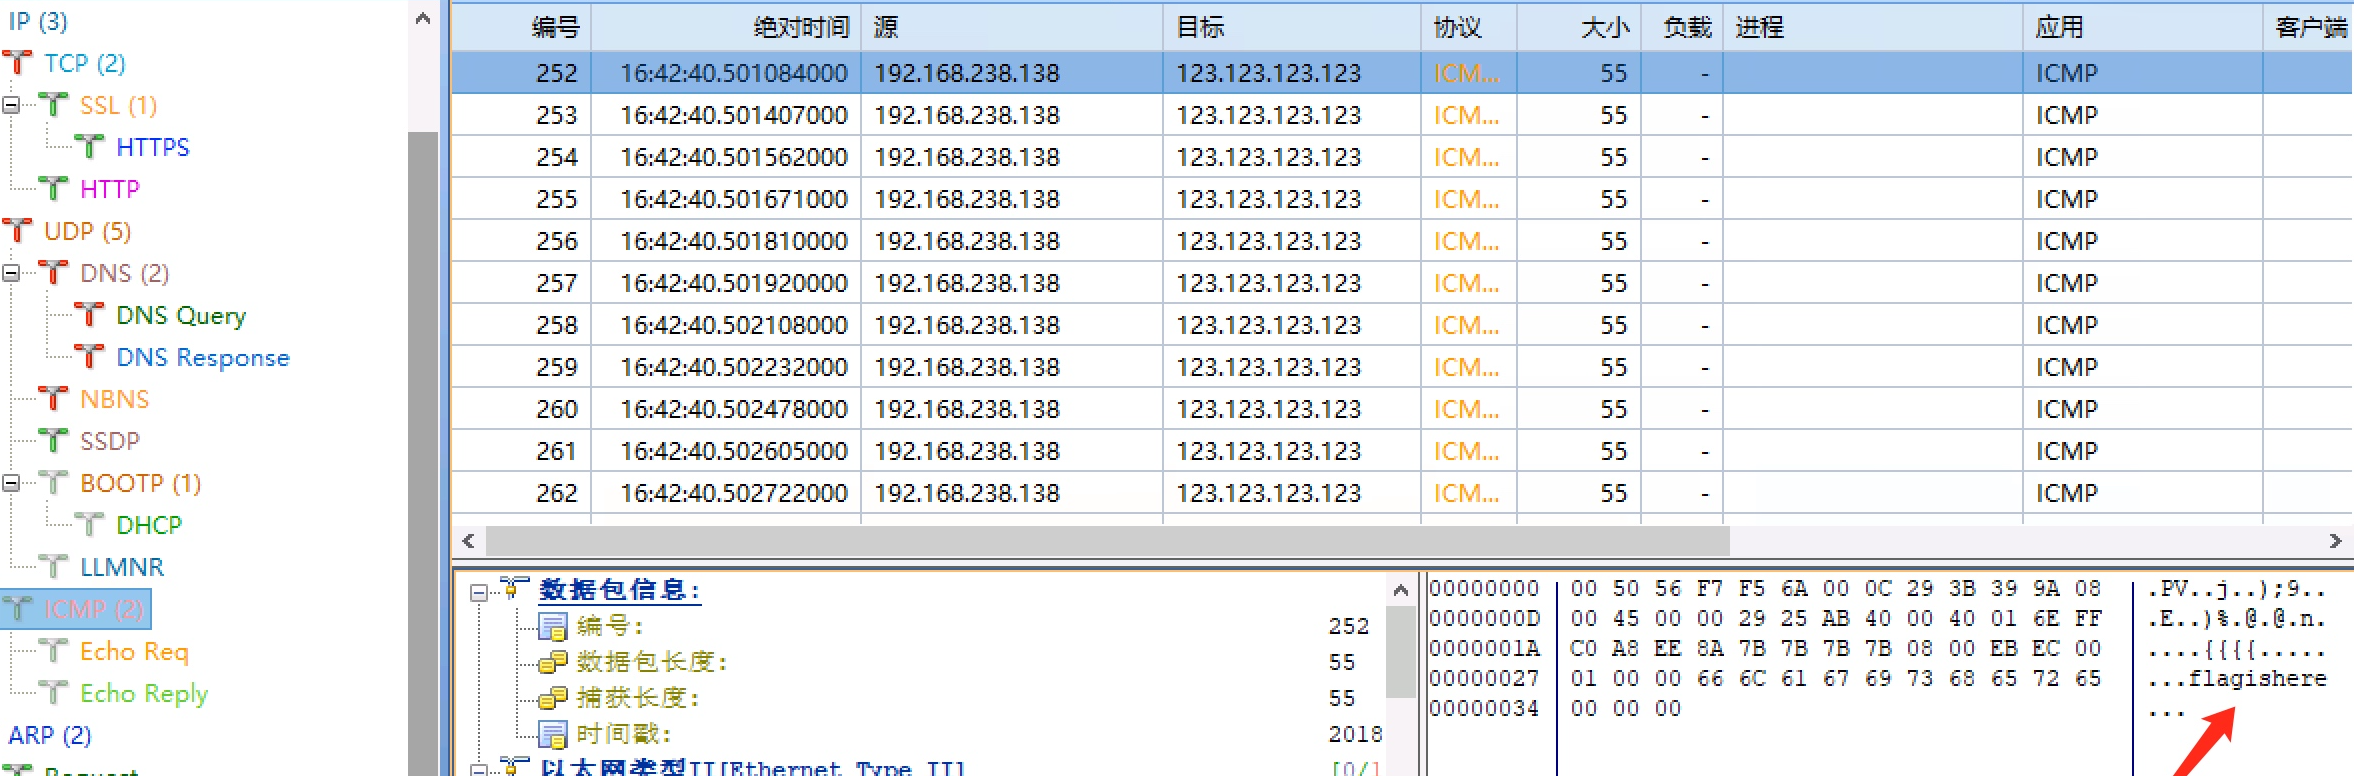 IP (3)
TCP (2)
SSL (1)
HTTPS
HTTP
UDP (5)
DNS (2)
DNS Query
DNS Response
NBNS
SSDP
BOOTP (1)
DHCP
LLMNR
ICMP (2)
Echo Req
Echo Reply
ARP (2)
Request
编号 绝对时间 源 目标 协议 大小 负载 进程 应用 客户端
252 16:42:40.501084000 192.168.238.138 123.123.123.123 ICM... 55 - ICMP
253 16:42:40.501407000 192.168.238.138 123.123.123.123 ICM... 55 - ICMP
254 16:42:40.501562000 192.168.238.138 123.123.123.123 ICM... 55 - ICMP
255 16:42:40.501671000 192.168.238.138 123.123.123.123 ICM... 55 - ICMP
256 16:42:40.501810000 192.168.238.138 123.123.123.123 ICM... 55 - ICMP
257 16:42:40.501920000 192.168.238.138 123.123.123.123 ICM... 55 - ICMP
258 16:42:40.502108000 192.168.238.138 123.123.123.123 ICM... 55 - ICMP
259 16:42:40.502232000 192.168.238.138 123.123.123.123 ICM... 55 - ICMP
260 16:42:40.502478000 192.168.238.138 123.123.123.123 ICM... 55 - ICMP
261 16:42:40.502605000 192.168.238.138 123.123.123.123 ICM... 55 - ICMP
262 16:42:40.502722000 192.168.238.138 123.123.123.123 ICM... 55 - ICMP
数据包信息:
编号: 252
数据包长度: 55
捕获长度: 55
时间戳: 2018
以太网类型II[Ethernet Type II] [0/1
00000000 00 50 56 F7 F5 6A 00 0C 29 3B 39 9A 08 .PV..j..);9..
0000000D 00 45 00 00 29 25 AB 40 00 40 01 6E FF .E..)%.@.@.n.
0000001A C0 A8 EE 8A 7B 7B 7B 7B 08 00 EB EC 00 ....{{{{.....
00000027 01 00 00 66 6C 61 67 69 73 68 65 72 65 ...flagishere
00000034 00 00 00 ...